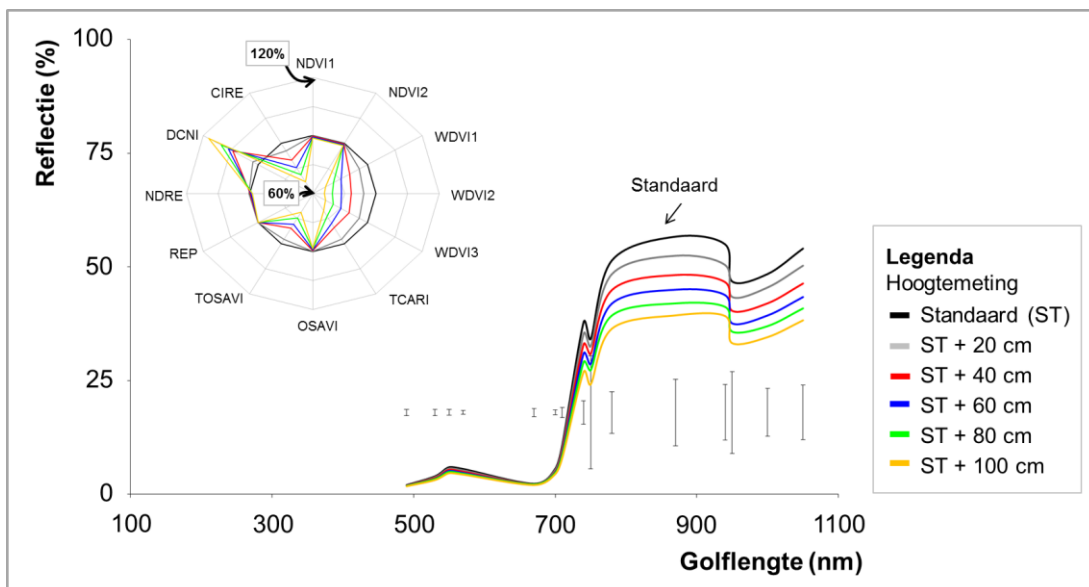 Reflectie (%)
100
75
50
25
0
100
300
500
700
900
1100
Golflengte (nm)
120%
60%
NDVI1
NDVI2
WDVI1
WDVI2
WDVI3
TCARI
OSAVI
TOSAVI
REP
NDRE
DCNI
CIRE
Standaard
Legenda
Hoogtemeting
Standaard (ST)
ST + 20 cm
ST + 40 cm
ST + 60 cm
ST + 80 cm
ST + 100 cm